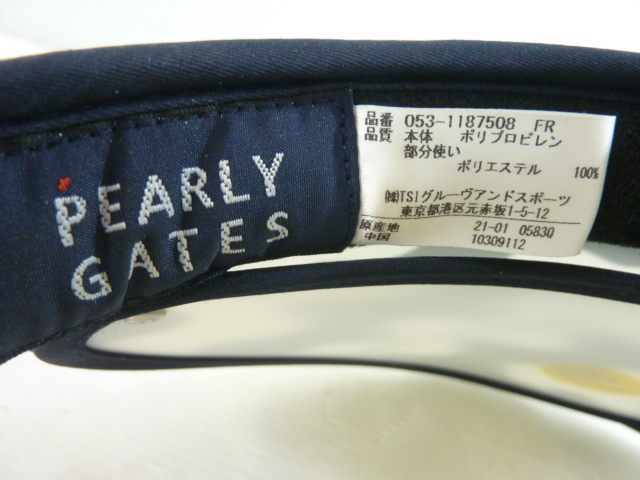 PEARLY
GATES
品番 053-1187508 FR
品質 本体 ポリプロピレン
部分使い
ポリエステル 100%
㈱TSIグルーヴアンドスポーツ
東京都港区元赤坂1-5-12
原産地 21-01 0583Q
中国 10309112